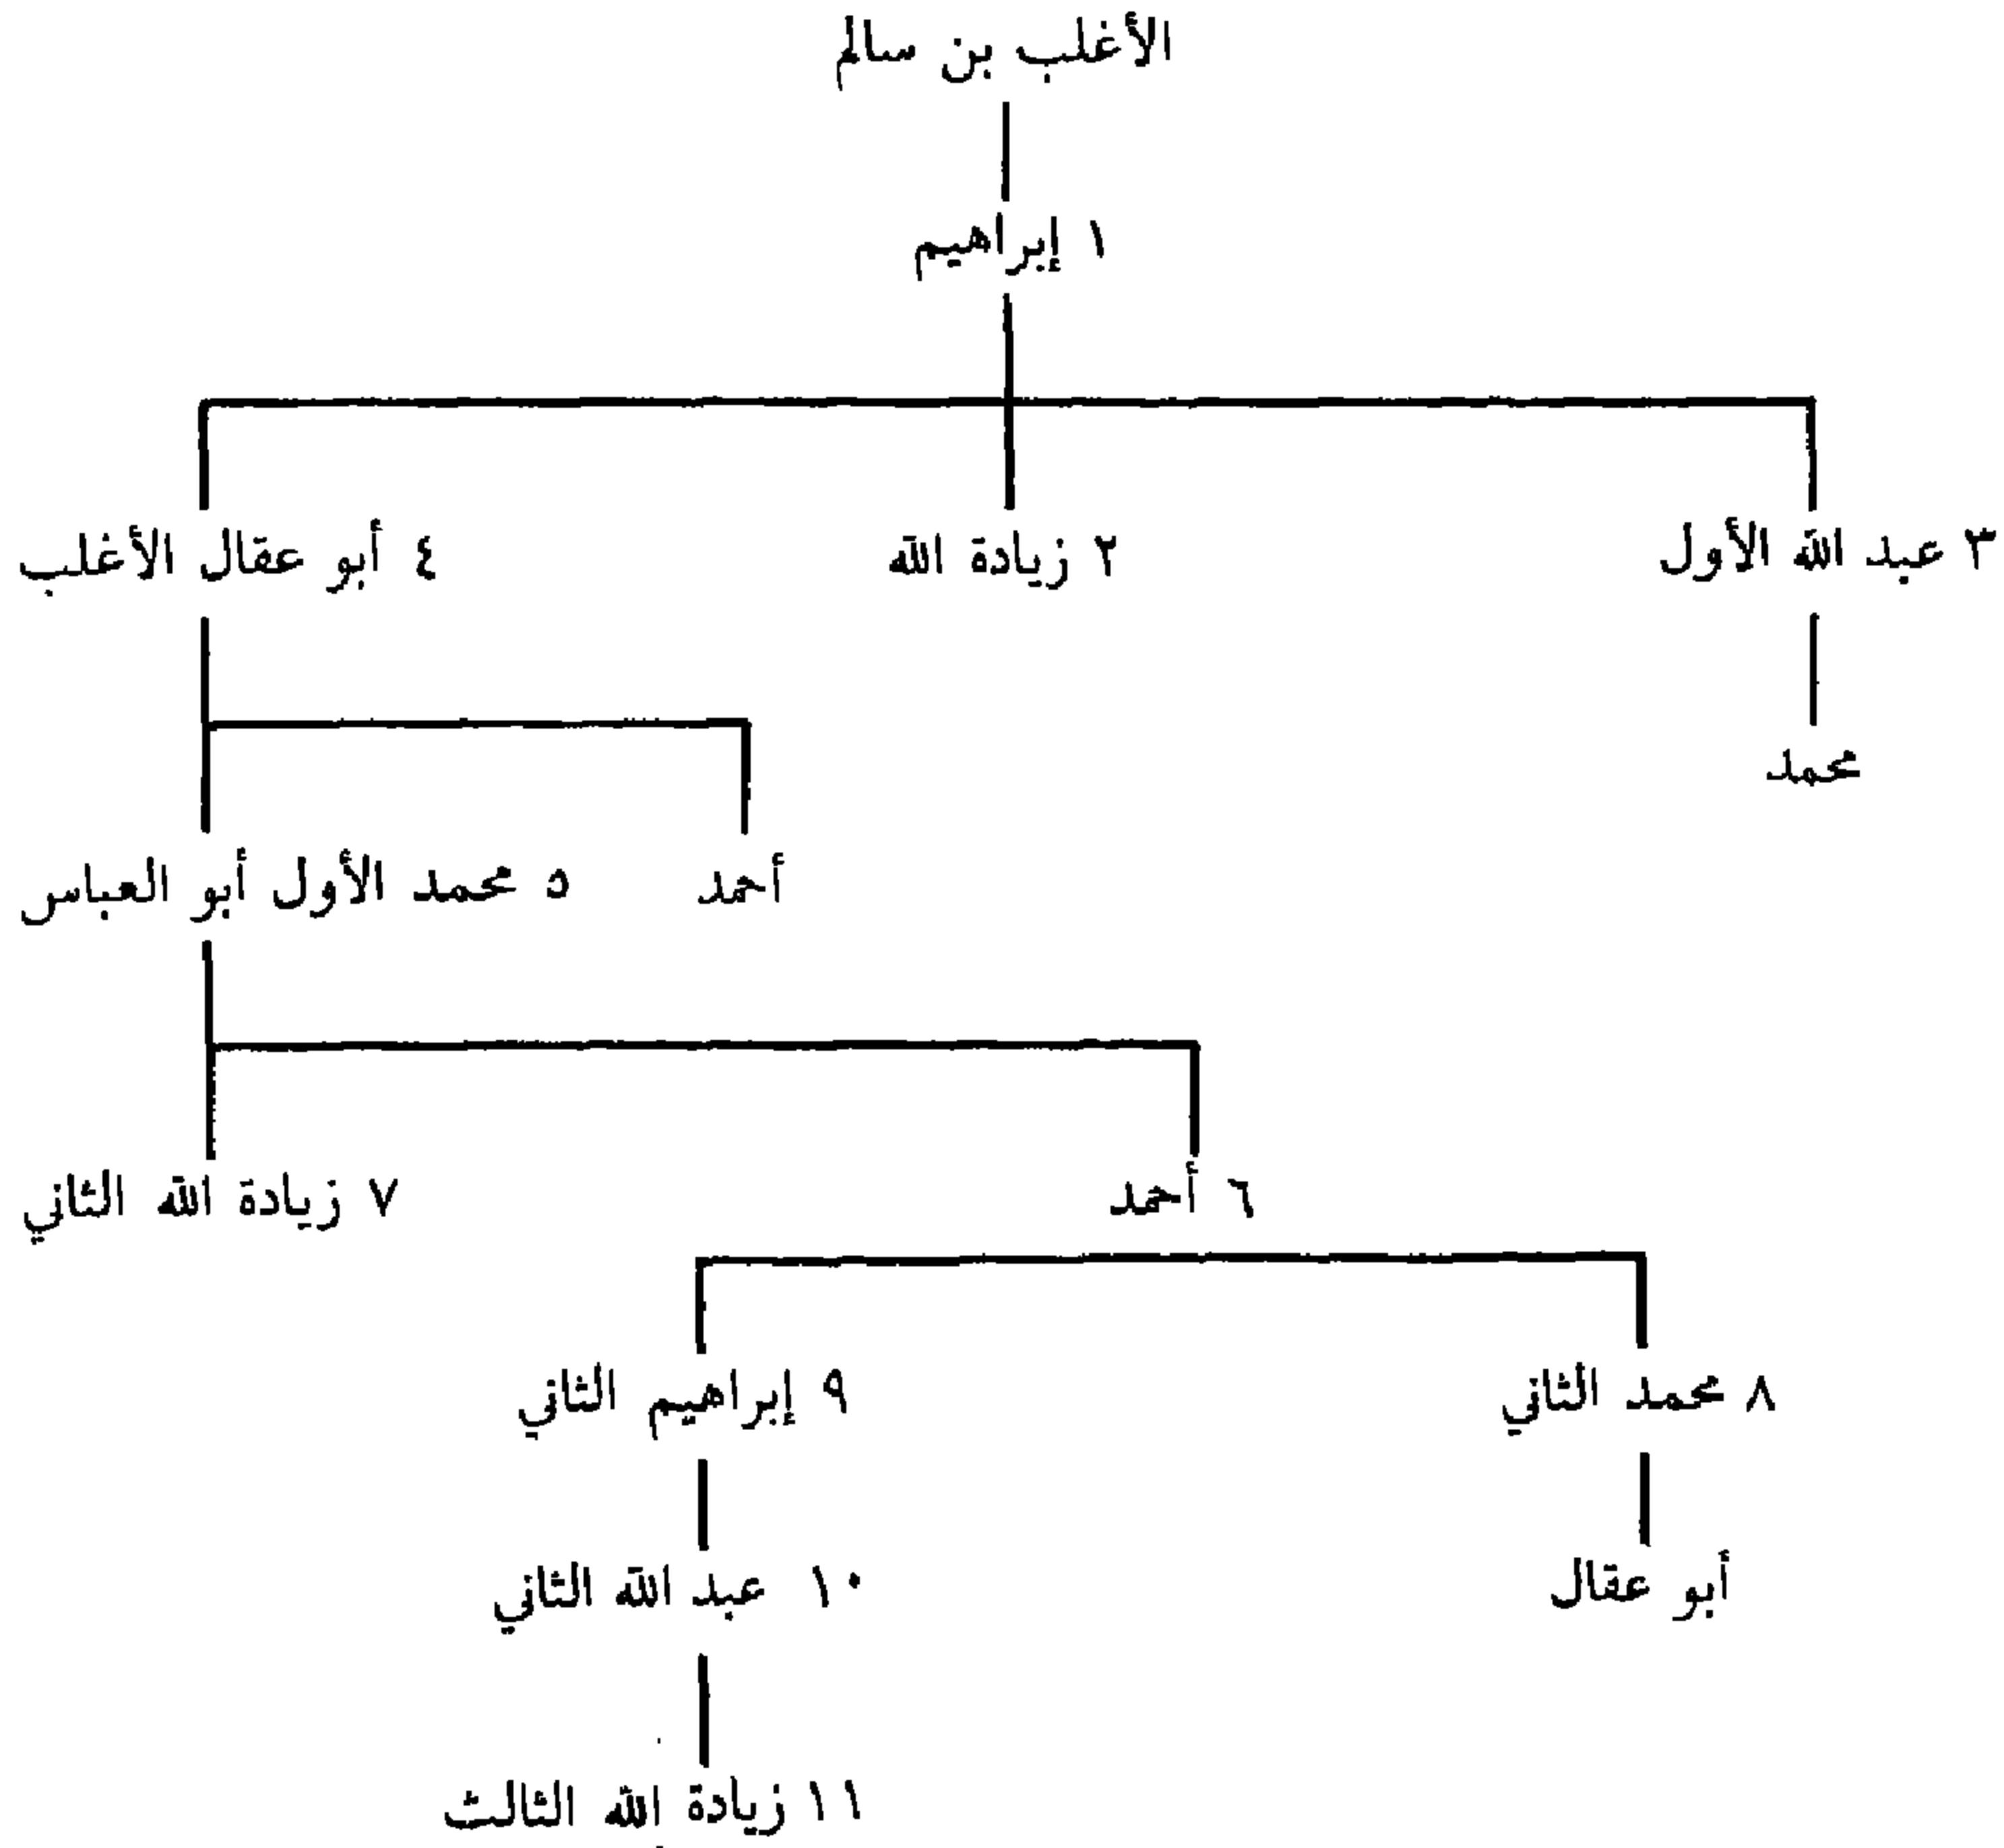 الأغلب بن سالم
١ إبراهيم
٣ عبد الله الأول
٢ زيادة الله
٤ أبو عقال الأغلب
محمد
أحمد
٥ محمد الأول أبو العباس
٦ أحمد
٧ زيادة الله الثاني
٨ محمد الثاني
٩ إبراهيم الثاني
أبو عقال
١٠ عبد الله الثاني
١١ زيادة الله الثالث